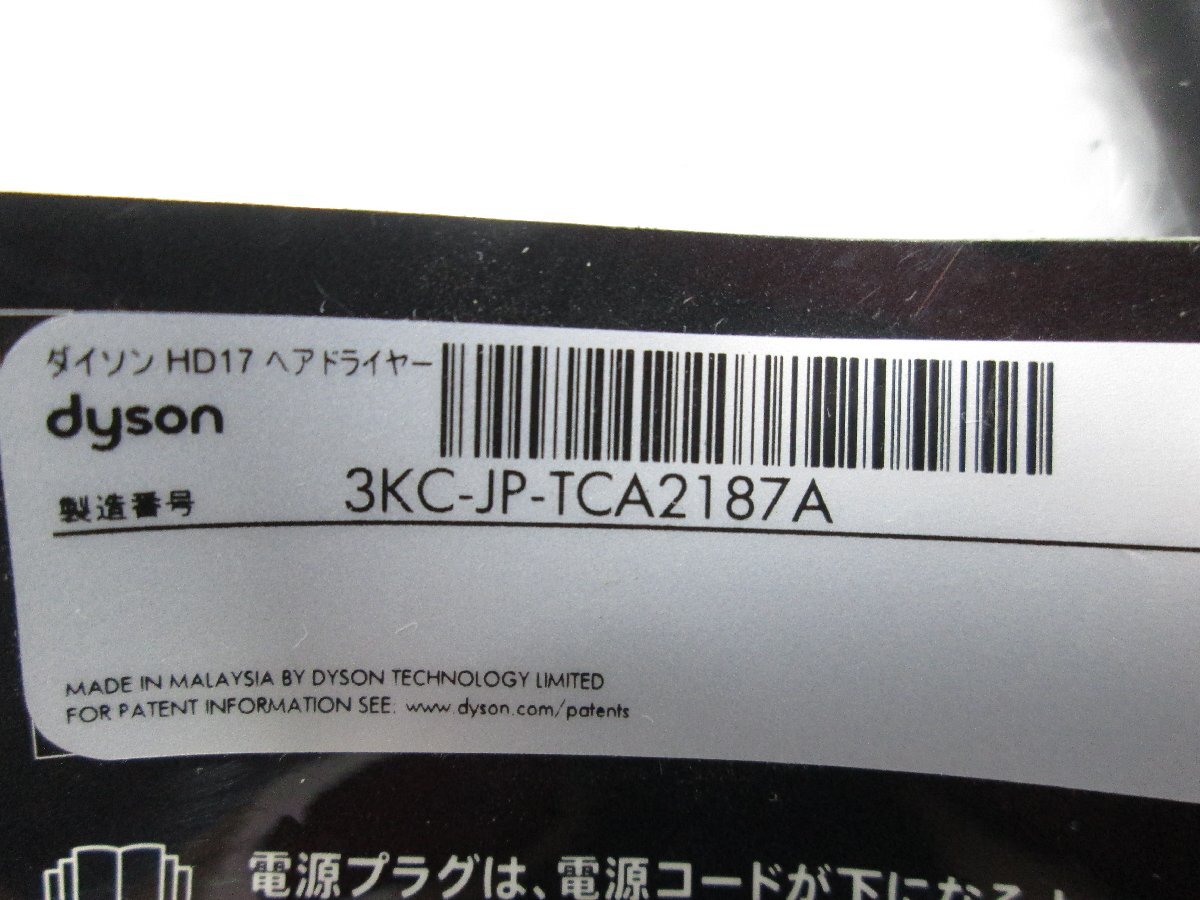 ダイソン HD17 ヘアドライヤー
dyson
製造番号 3KC-JP-TCA2187A
MADE IN MALAYSIA BY DYSON TECHNOLOGY LIMITED
FOR PATENT INFORMATION SEE: www.dyson.com/patents
電源プラグは、電源コードが下になるよ